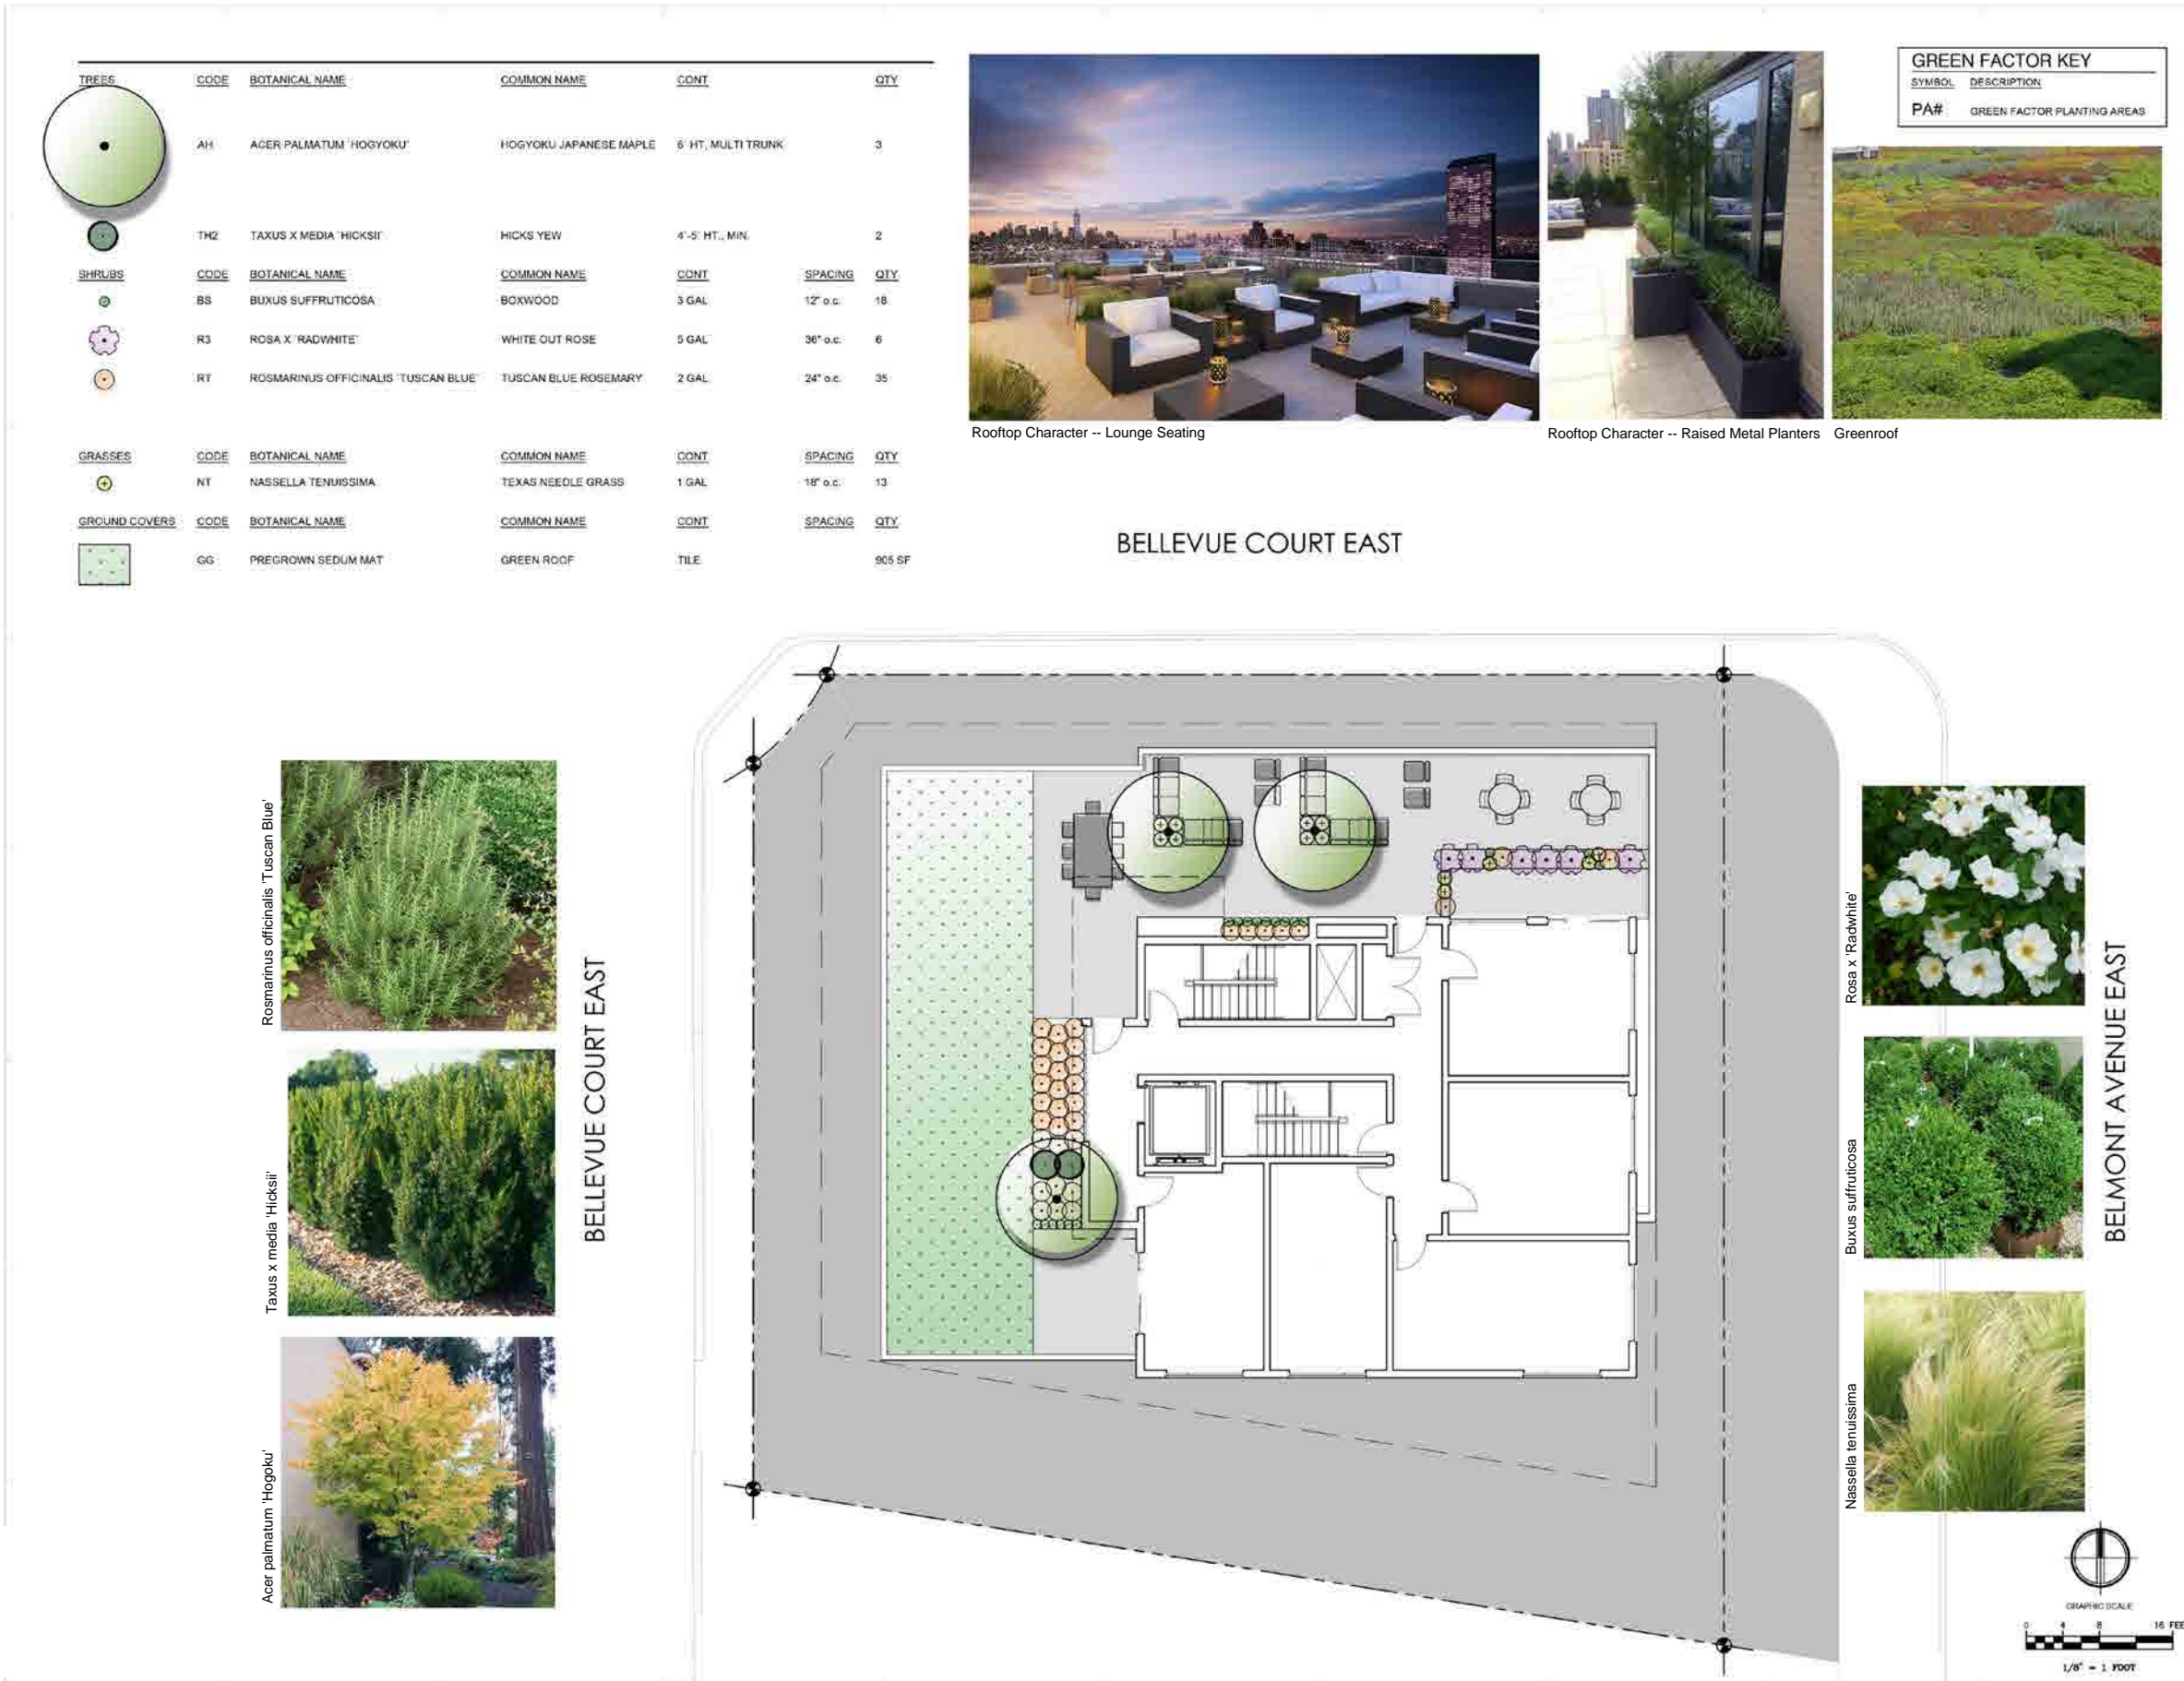 TREES CODE BOTANICAL NAME COMMON NAME CONT QTY
AH ACER PALMATUM 'HOGYOKU' HOGYOKU JAPANESE MAPLE 6' HT, MULTI TRUNK 3
TH2 TAXUS X MEDIA 'HICKSII' HICKS YEW 4'-5' HT., MIN. 2
SHRUBS CODE BOTANICAL NAME COMMON NAME CONT SPACING QTY
BS BUXUS SUFFRUTICOSA BOXWOOD 3 GAL 12" o.c. 18
R3 ROSA X 'RADWHITE' WHITE OUT ROSE 5 GAL 36" o.c. 6
RT ROSMARINUS OFFICINALIS 'TUSCAN BLUE' TUSCAN BLUE ROSEMARY 2 GAL 24" o.c. 35
GRASSES CODE BOTANICAL NAME COMMON NAME CONT SPACING QTY
NT NASSELLA TENUISSIMA TEXAS NEEDLE GRASS 1 GAL 18" o.c. 13
GROUND COVERS CODE BOTANICAL NAME COMMON NAME CONT SPACING QTY
GG PREGROWN SEDUM MAT GREEN ROOF TILE 905 SF
Rooftop Character -- Lounge Seating
Rooftop Character -- Raised Metal Planters
Greenroof
GREEN FACTOR KEY
SYMBOL DESCRIPTION
PA# GREEN FACTOR PLANTING AREAS
BELLEVUE COURT EAST
Rosmarinus officinalis 'Tuscan Blue'
Taxus x media 'Hicksii'
Acer palmatum 'Hogoku'
BELLEVUE COURT EAST
Rosa x 'Radwhite'
Buxus suffruticosa
Nassella tenuissima
BELMONT AVENUE EAST
GRAPHIC SCALE
0 4 8 16 FEE
1/8" = 1 FOOT